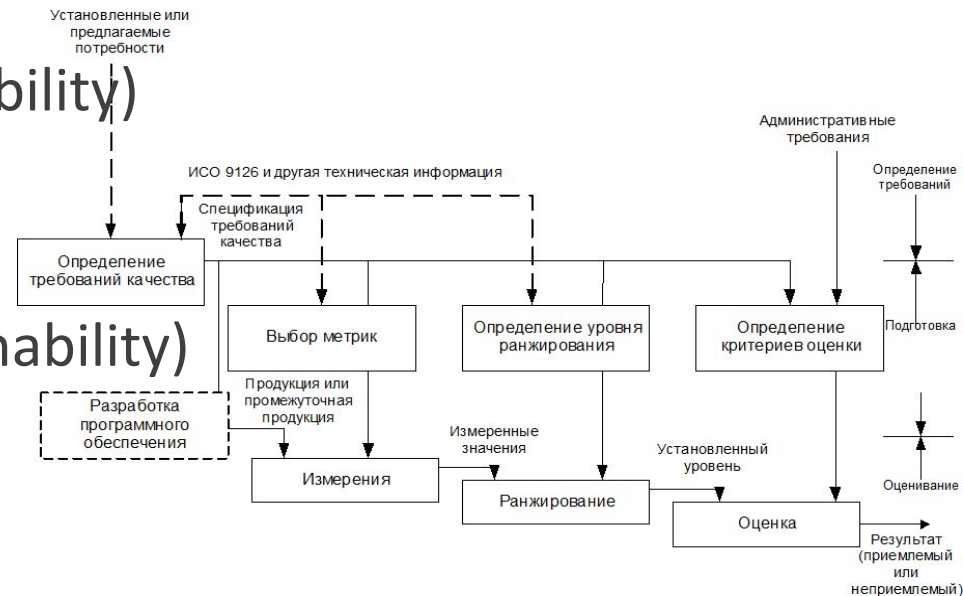 Установленные или
предлагаемые
потребности
bility)
Административные
требования
Определение
требований
ИСО 9126 и другая техническая информация
Спецификация
требований
качества
Определение
требований качества
Подготовка
Выбор метрик
Определение уровня
ранжирования
Определение
критериев оценки
nability)
Разработка
программного
обеспечения
Продукция или
промежуточная
продукция
Измеренные
значения
Установленный
уровень
Измерения
Ранжирование
Оценивание
Оценка
Результат
(приемлемый
или
неприемлемый)